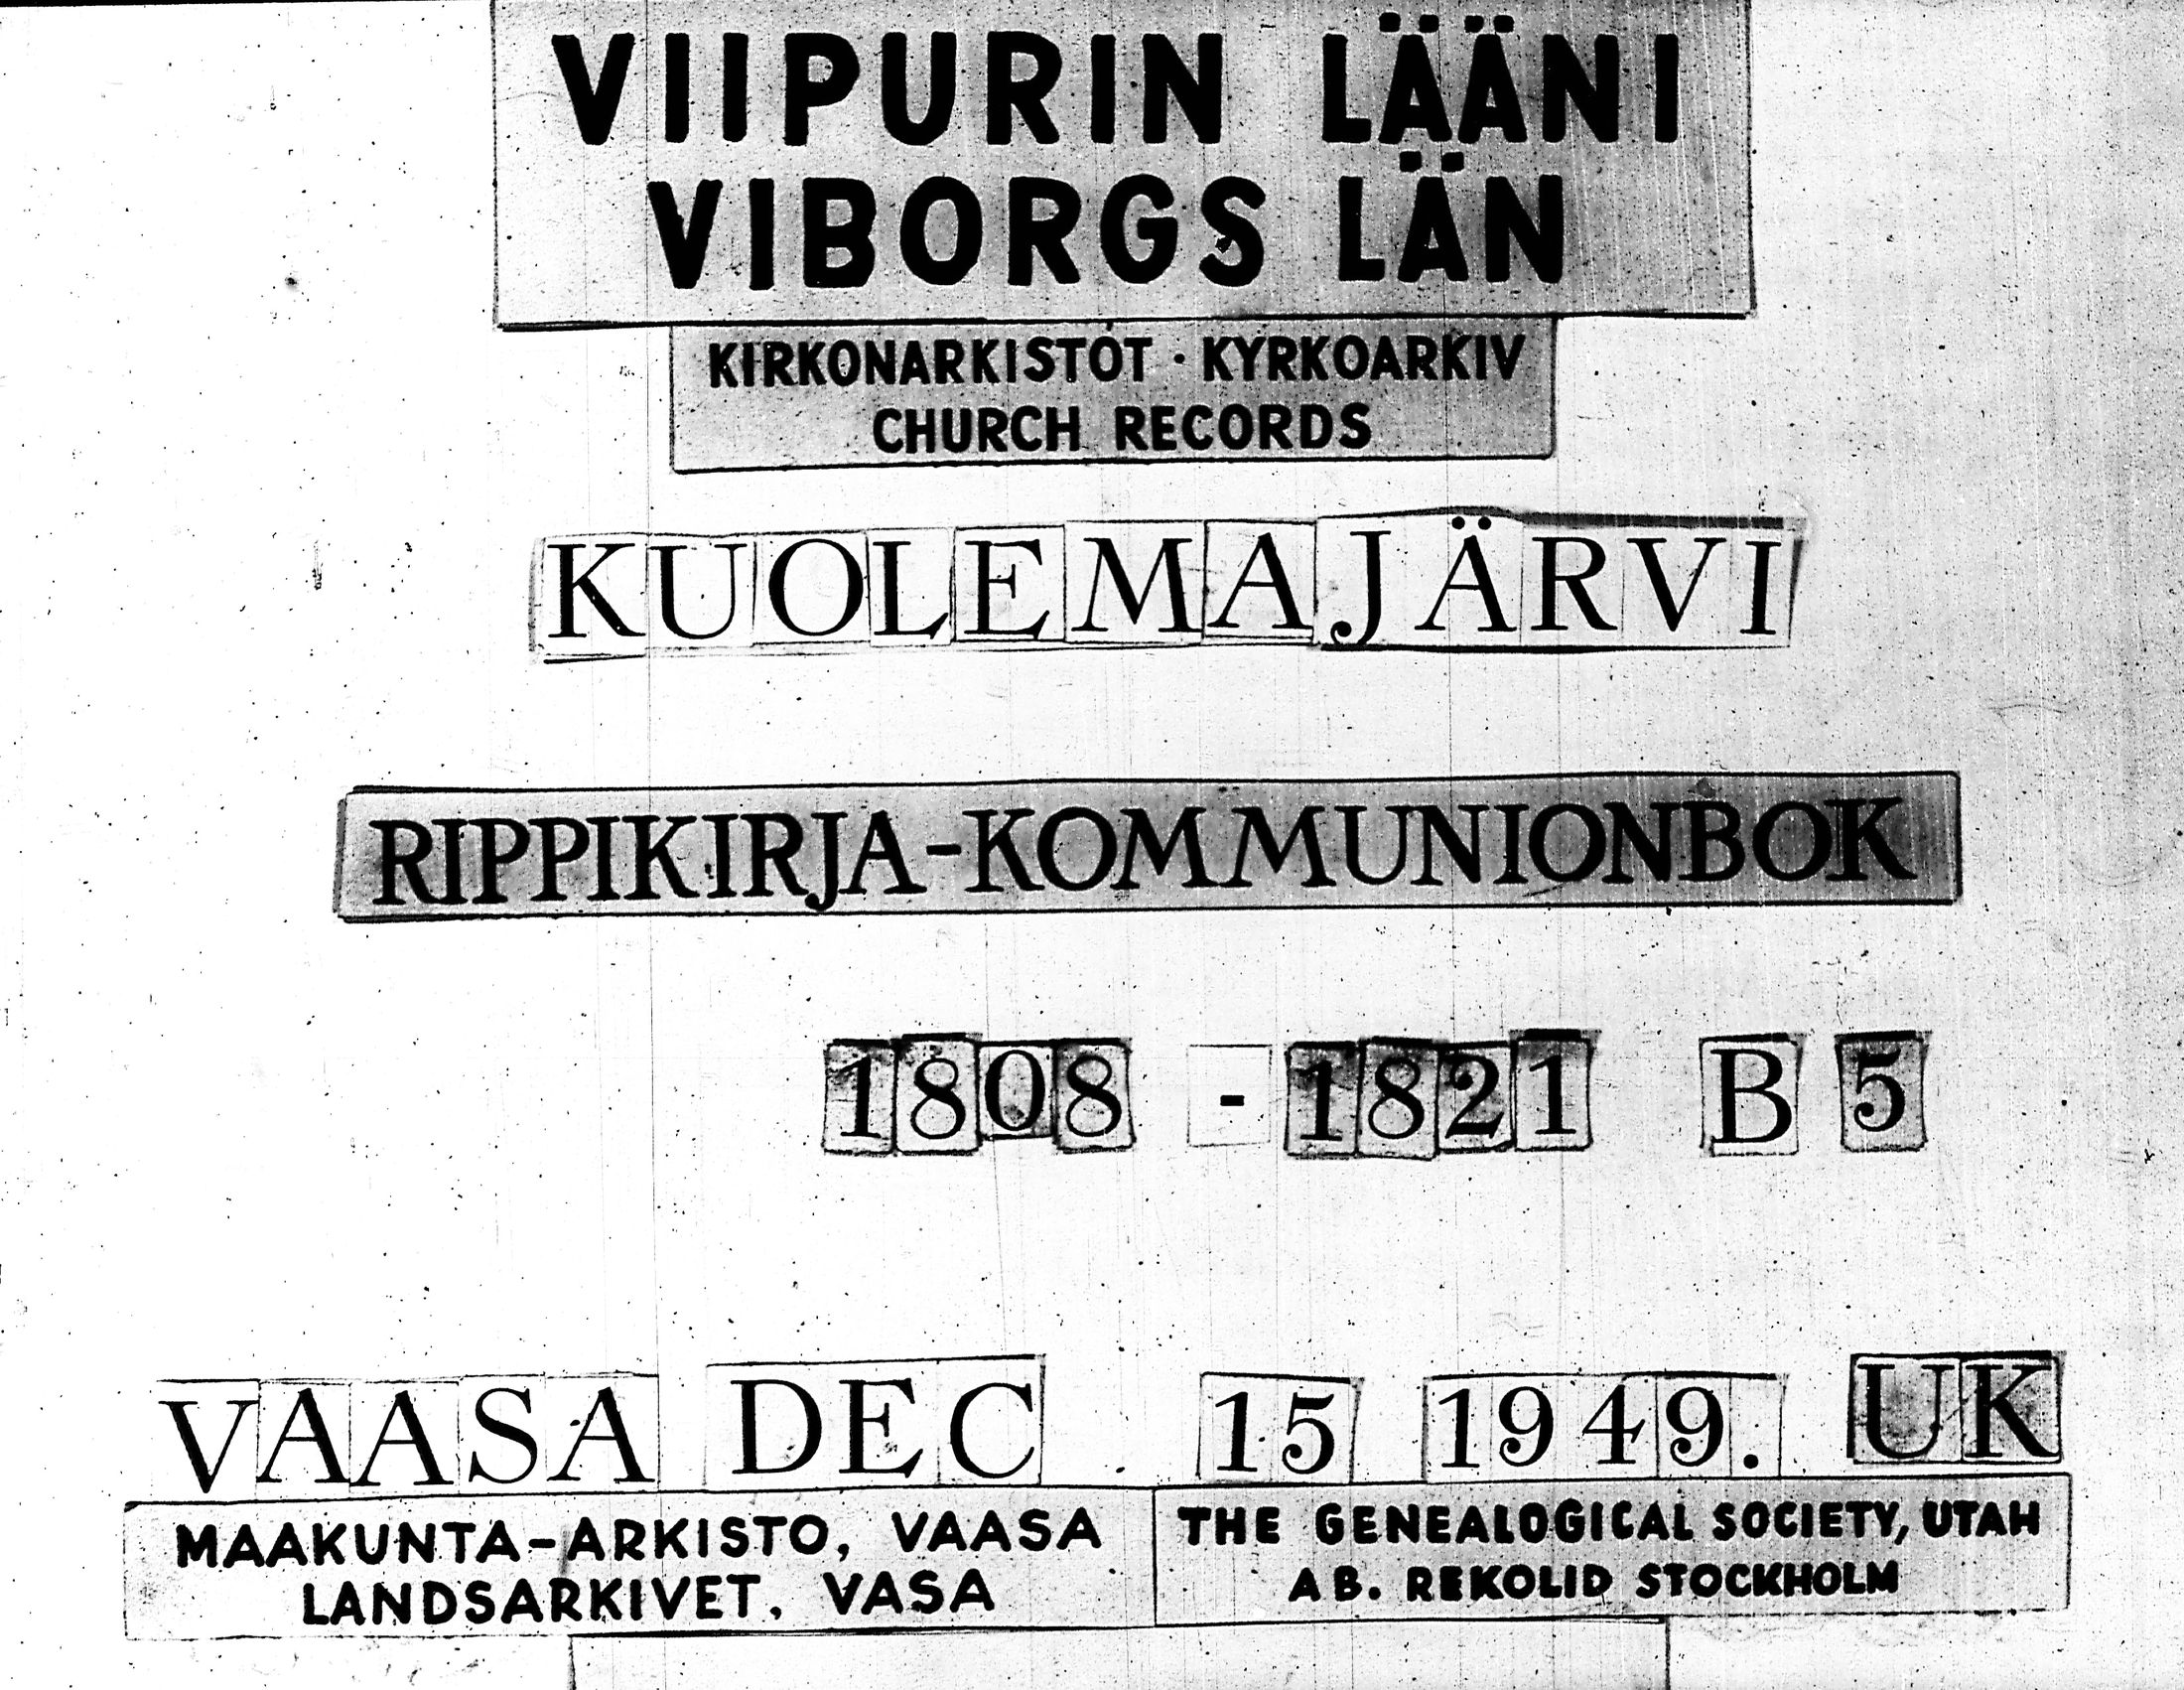 VIIPURIN LÄÄNI
VIBORGS LÄN
KIRKONARKISTOT · KYRKOARKIV
CHURCH RECORDS
KUOLEMAJÄRVI
RIPPIKIRJA-KOMMUNIONBOK
1808 - 1821 B 5
VAASA DEC 15 1949. UK
MAAKUNTA-ARKISTO, VAASA
LANDSARKIVET, VASA
THE GENEALOGICAL SOCIETY, UTAH
AB. REKOLID STOCKHOLM